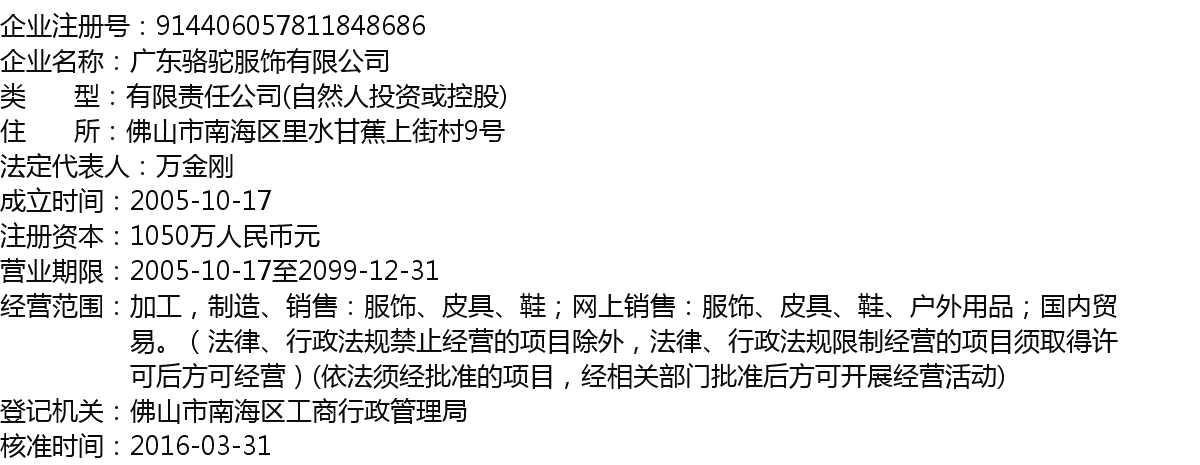 企业注册号：914406057811848686
企业名称：广东骆驼服饰有限公司
类 型：有限责任公司(自然人投资或控股)
住 所：佛山市南海区里水甘蕉上街村9号
法定代表人：万金刚
成立时间：2005-10-17
注册资本：1050万人民币元
营业期限：2005-10-17至2099-12-31
经营范围：加工，制造、销售：服饰、皮具、鞋；网上销售：服饰、皮具、鞋、户外用品；国内贸
易。（法律、行政法规禁止经营的项目除外，法律、行政法规限制经营的项目须取得许
可后方可经营）(依法须经批准的项目，经相关部门批准后方可开展经营活动)
登记机关：佛山市南海区工商行政管理局
核准时间：2016-03-31